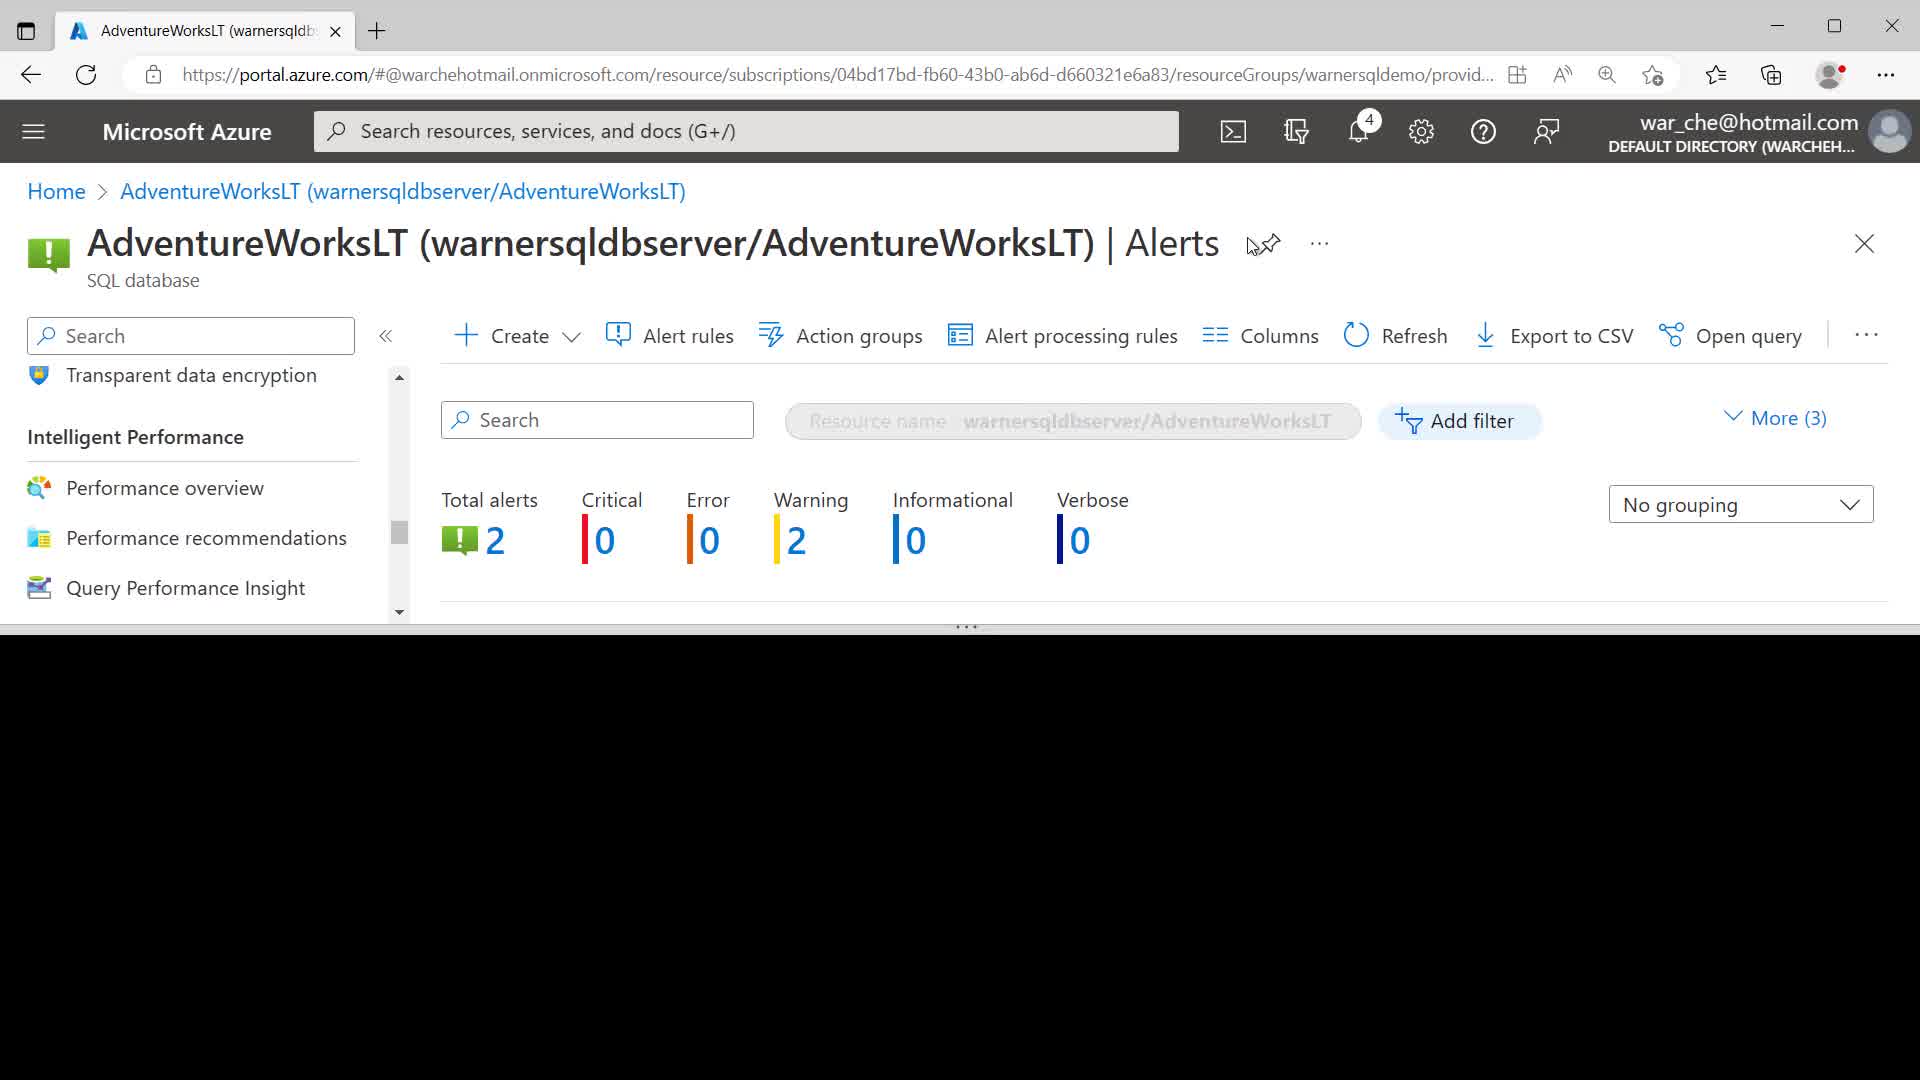 AdventureWorksLT (warnersqldbs
https://portal.azure.com/#@warchehotmail.onmicrosoft.com/resource/subscriptions/04bd17bd-fb60-43b0-ab6d-d660321e6a83/resourceGroups/warnersqldemo/provid...
Microsoft Azure
Search resources, services, and docs (G+/)
4
war_che@hotmail.com
DEFAULT DIRECTORY (WARCHEH...
Home > AdventureWorksLT (warnersqldbserver/AdventureWorksLT)
AdventureWorksLT (warnersqldbserver/AdventureWorksLT) | Alerts
SQL database
Search
Create Alert rules Action groups Alert processing rules Columns Refresh Export to CSV Open query
Transparent data encryption
Intelligent Performance
Performance overview
Performance recommendations
Query Performance Insight
Search
Resource name warnersqldbserver/AdventureWorksLT
Add filter
More (3)
Total alerts Critical Error Warning Informational Verbose
2 0 0 2 0 0
No grouping